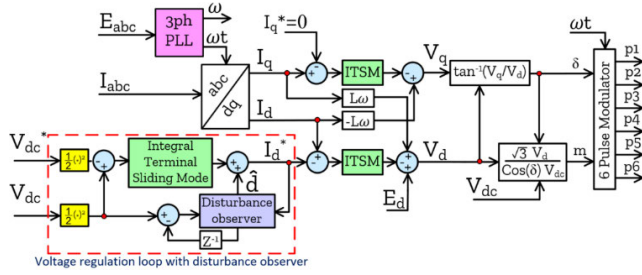 E_abc
3ph
PLL
ω
ωt
I_q*=0
I_abc
abc
dq
I_q
I_d
ITSM
Lω
-Lω
ITSM
V_q
V_d
E_d
tan⁻¹(V_q/V_d)
δ
√3 V_d
Cos(δ) V_dc
V_dc
m
ωt
6 Pulse Modulator
p1
p2
p3
p4
p5
p6
V_dc*
½(·)²
Integral
Terminal
Sliding Mode
I_d*
d̂
V_dc
½(·)²
Disturbance
observer
Z⁻¹
Voltage regulation loop with disturbance observer